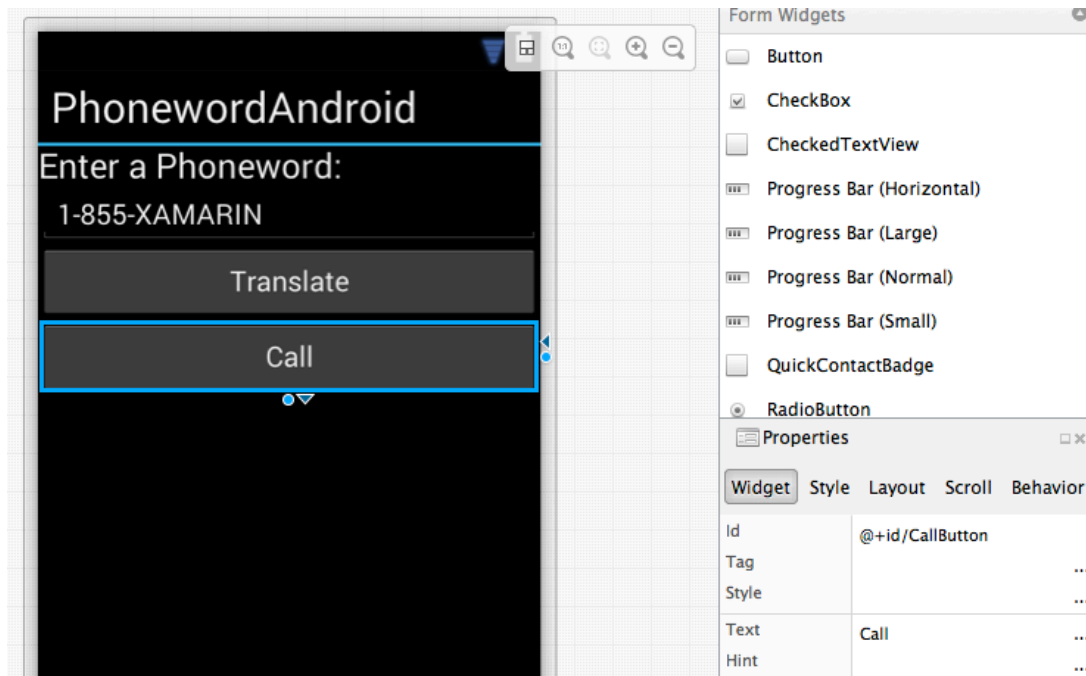 PhonewordAndroid
Enter a Phoneword:
1-855-XAMARIN
Translate
Call
1:1
Form Widgets
Button
CheckBox
CheckedTextView
Progress Bar (Horizontal)
Progress Bar (Large)
Progress Bar (Normal)
Progress Bar (Small)
QuickContactBadge
RadioButton
Properties
Widget Style Layout Scroll Behavior
Id @+id/CallButton
Tag ...
Style ...
Text Call ...
Hint ...